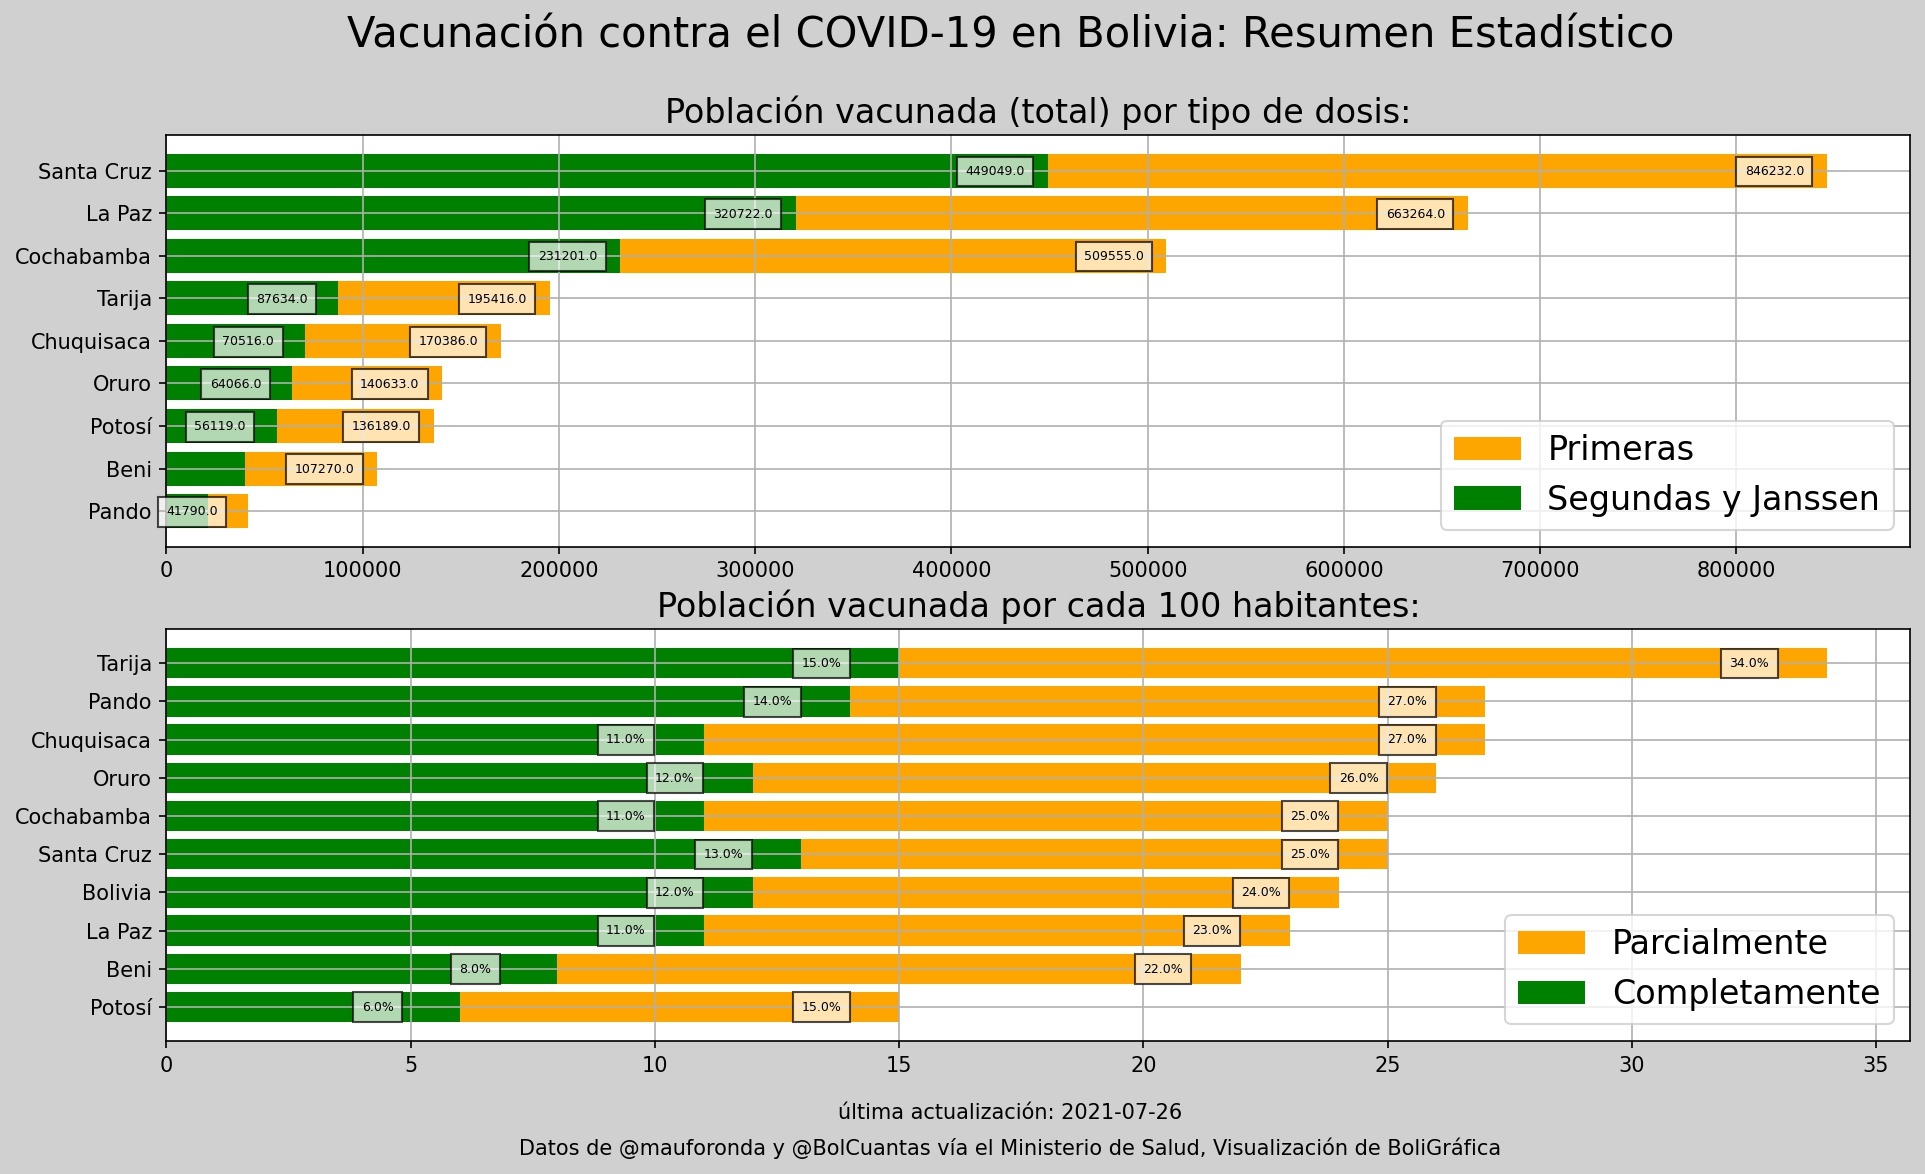 Vacunación contra el COVID-19 en Bolivia: Resumen Estadístico
Población vacunada (total) por tipo de dosis:
Santa Cruz 449049.0 846232.0
La Paz 320722.0 663264.0
Cochabamba 231201.0 509555.0
Tarija 87634.0 195416.0
Chuquisaca 70516.0 170386.0
Oruro 64066.0 140633.0
Potosí 56119.0 136189.0
Beni 107270.0
Pando 41790.0
Primeras
Segundas y Janssen
0 100000 200000 300000 400000 500000 600000 700000 800000
Población vacunada por cada 100 habitantes:
Tarija 15.0% 34.0%
Pando 14.0% 27.0%
Chuquisaca 11.0% 27.0%
Oruro 12.0% 26.0%
Cochabamba 11.0% 25.0%
Santa Cruz 13.0% 25.0%
Bolivia 12.0% 24.0%
La Paz 11.0% 23.0%
Beni 8.0% 22.0%
Potosí 6.0% 15.0%
Parcialmente
Completamente
0 5 10 15 20 25 30 35
última actualización: 2021-07-26
Datos de @mauforonda y @BolCuantas vía el Ministerio de Salud, Visualización de BoliGráfica